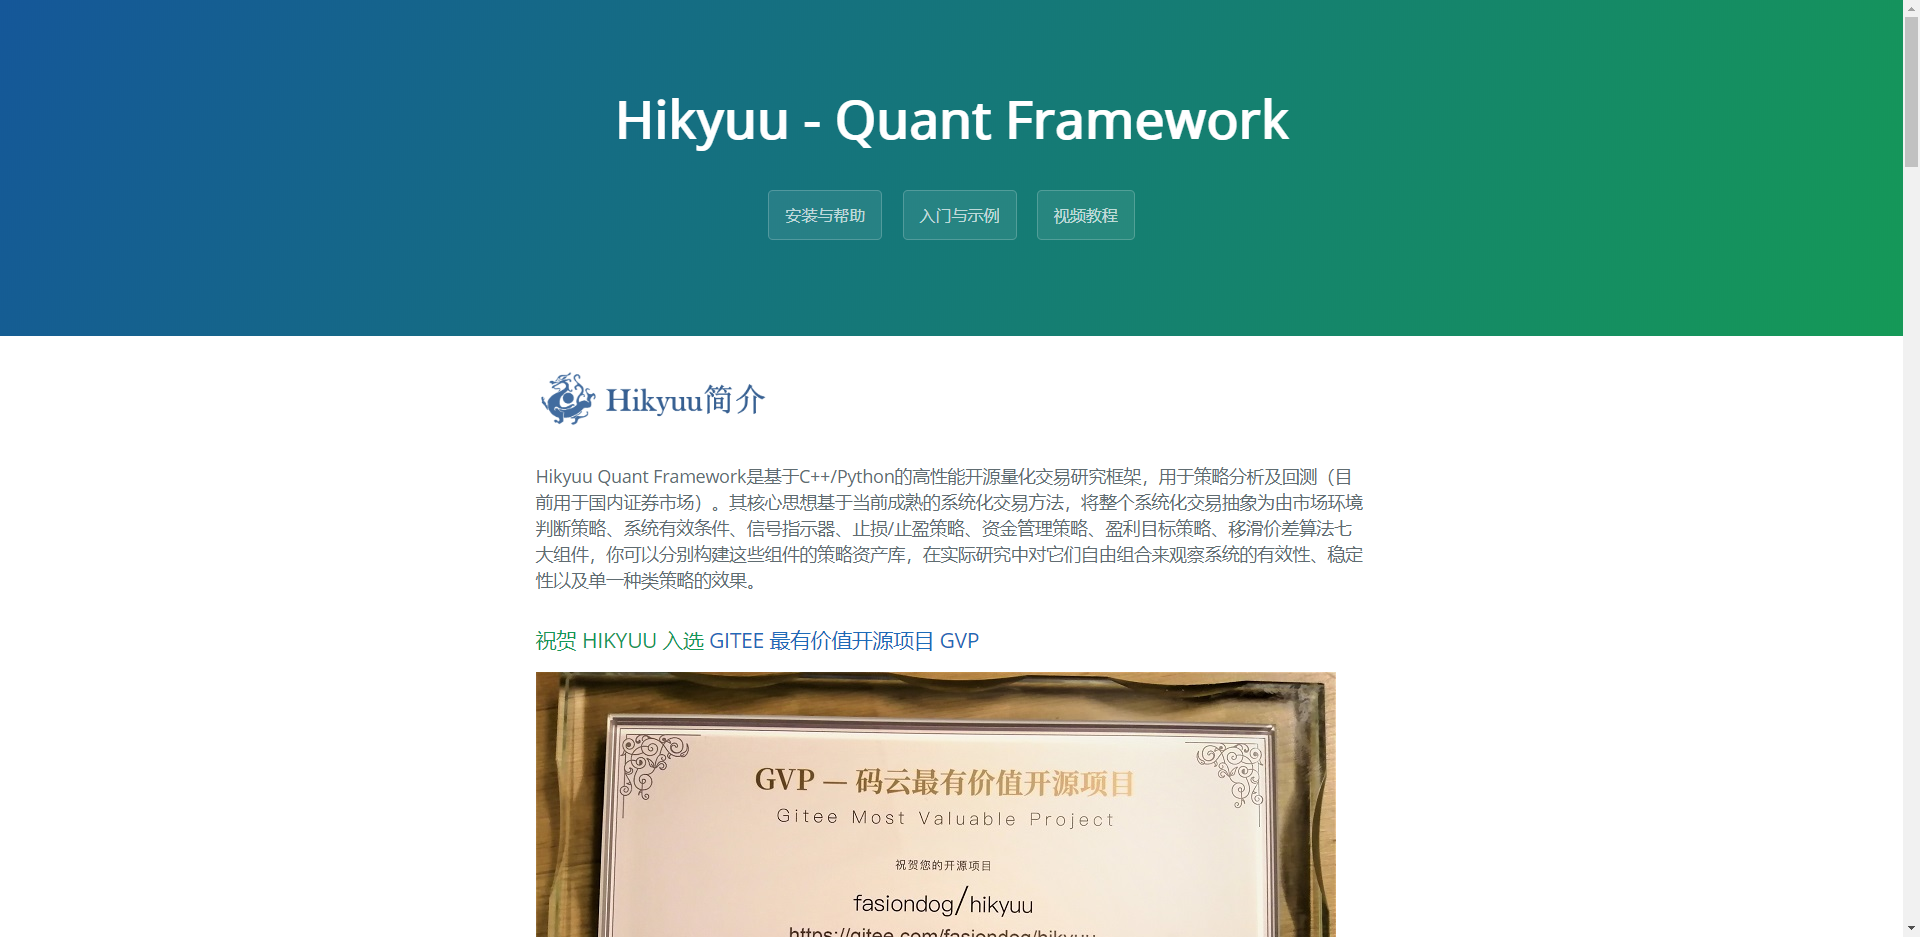 Hikyuu - Quant Framework
安装与帮助
入门与示例
视频教程
Hikyuu简介
Hikyuu Quant Framework是基于C++/Python的高性能开源量化交易研究框架，用于策略分析及回测（目
前用于国内证券市场）。其核心思想基于当前成熟的系统化交易方法，将整个系统化交易抽象为由市场环境
判断策略、系统有效条件、信号指示器、止损/止盈策略、资金管理策略、盈利目标策略、移滑价差算法七
大组件，你可以分别构建这些组件的策略资产库，在实际研究中对它们自由组合来观察系统的有效性、稳定
性以及单一种类策略的效果。
祝贺 HIKYUU 入选 GITEE 最有价值开源项目 GVP
GVP — 码云最有价值开源项目
Gitee Most Valuable Project
祝贺您的开源项目
fasiondog/hikyuu
https://gitee.com/fasiondog/hikyuu